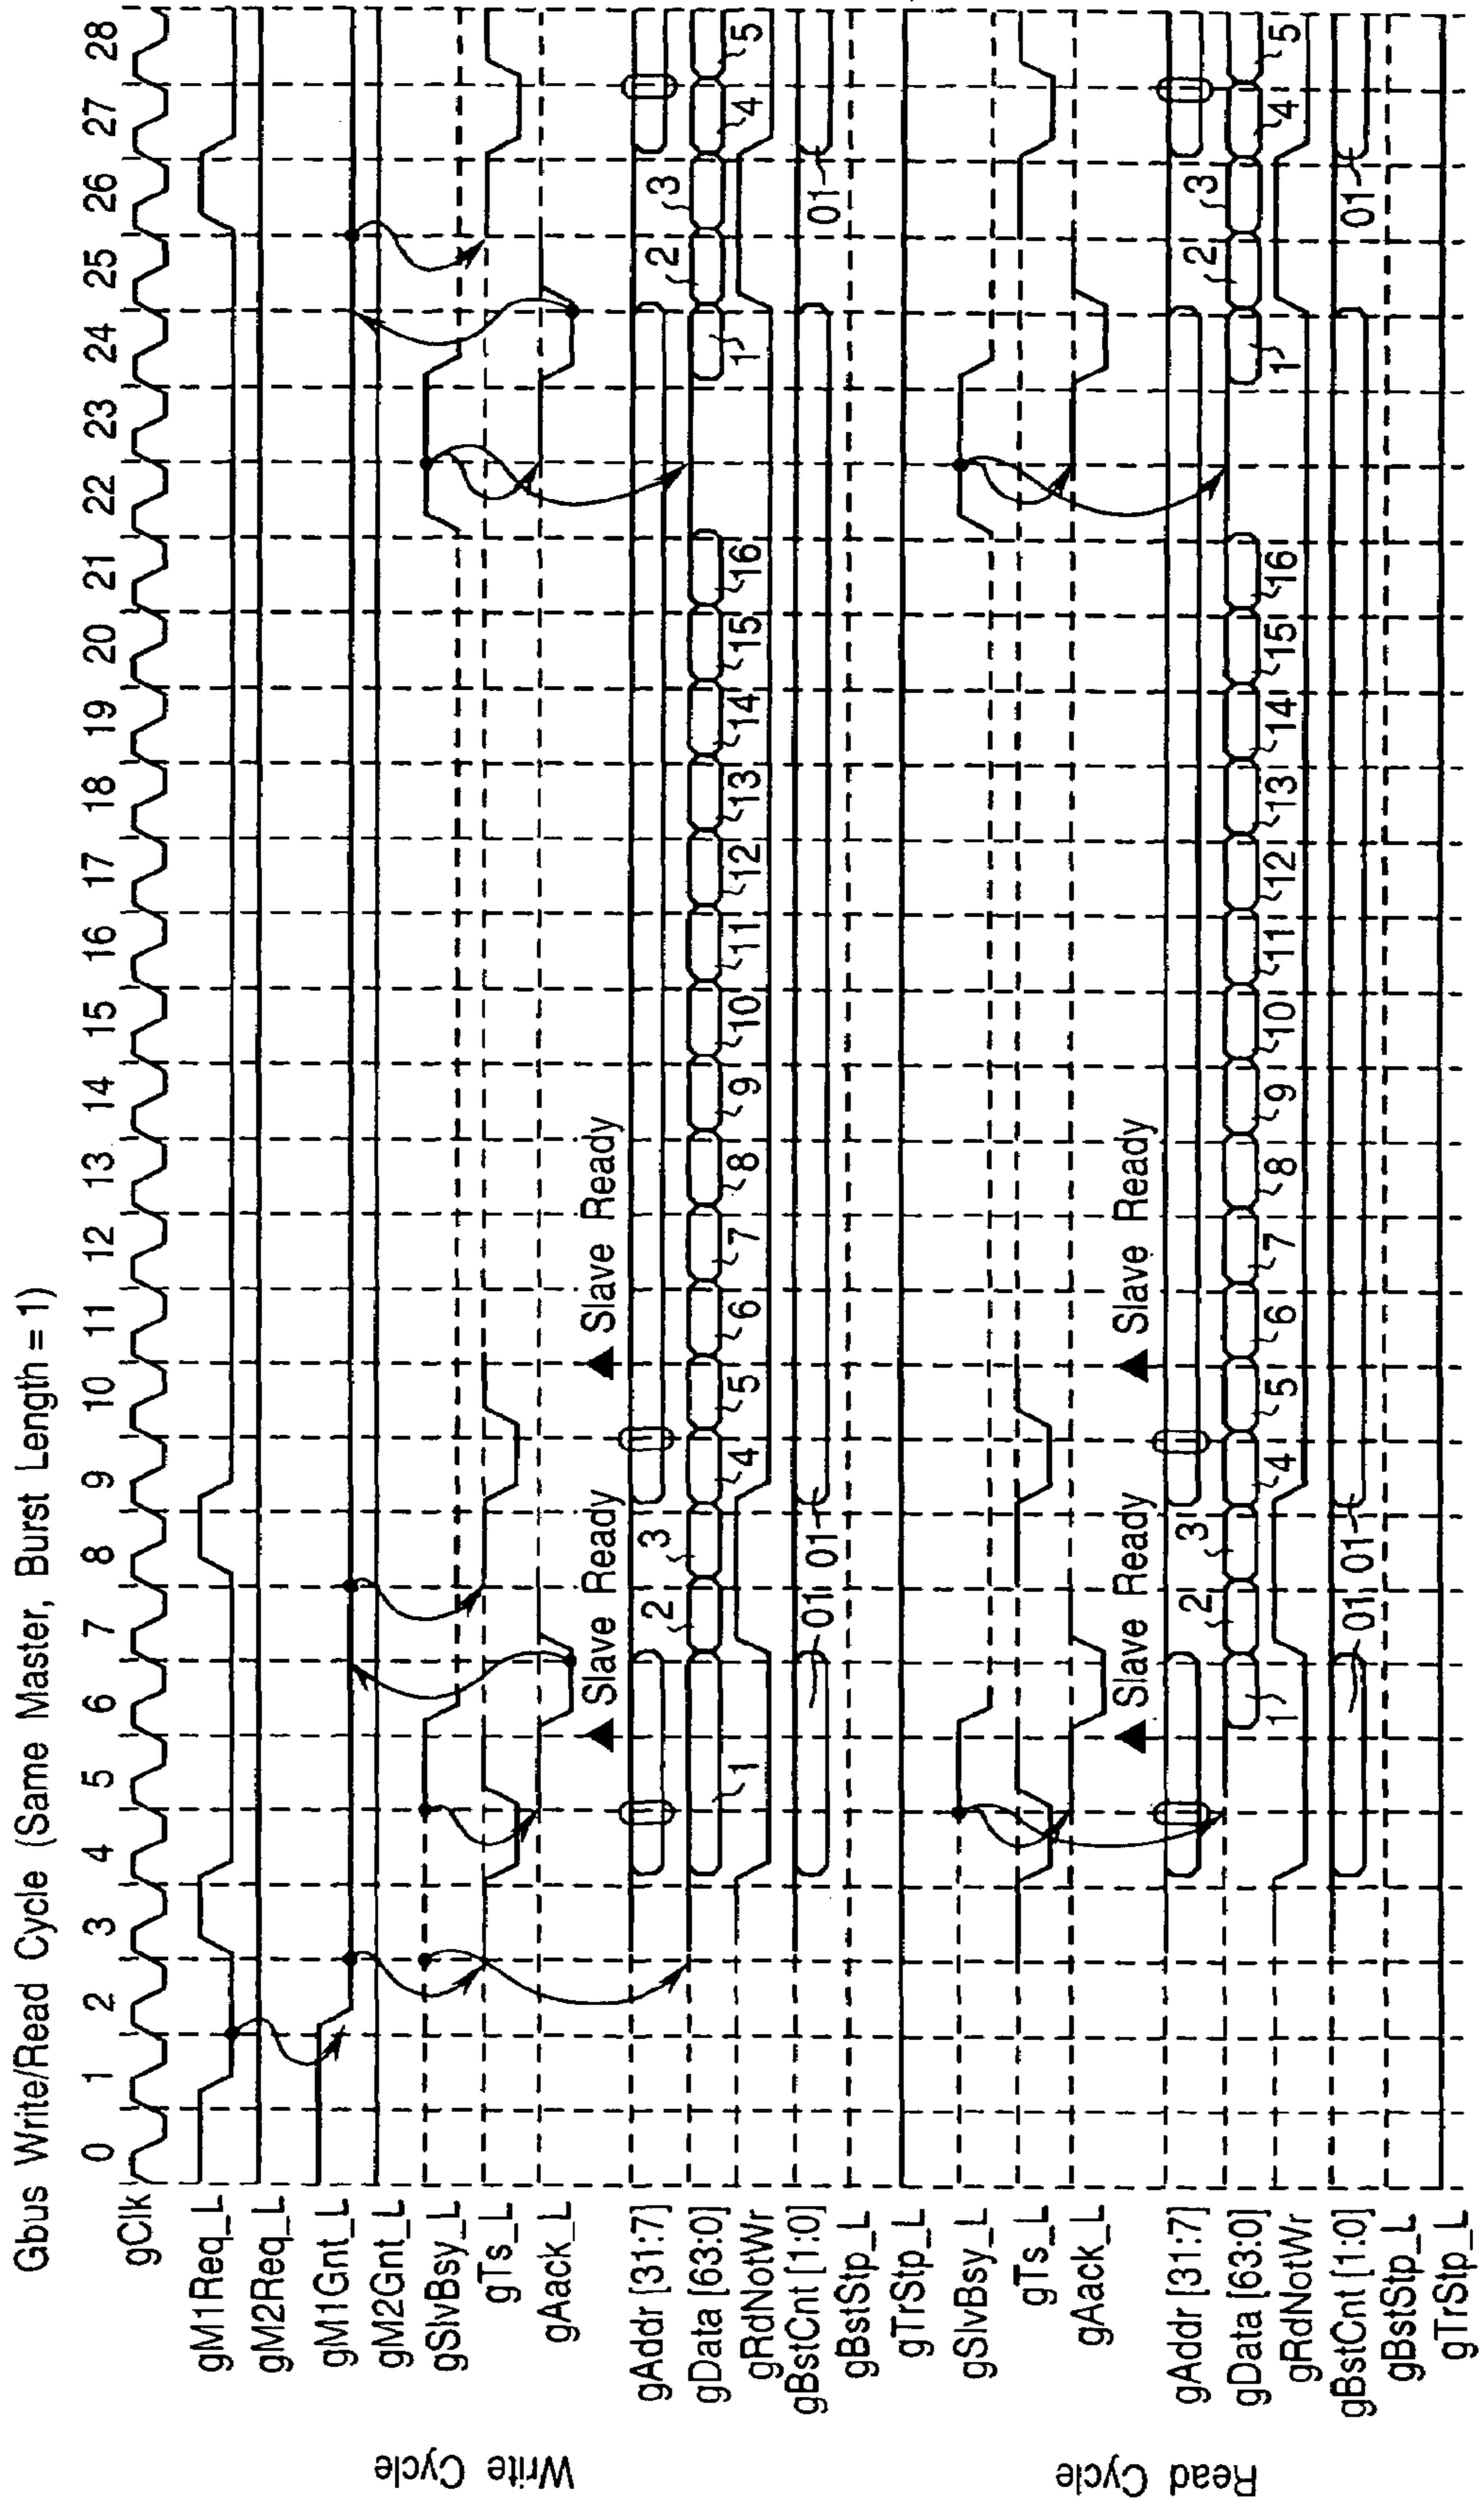 Gbus Write/Read Cycle (Same Master, Burst Length = 1)
0 1 2 3 4 5 6 7 8 9 10 11 12 13 14 15 16 17 18 19 20 21 22 23 24 25 26 27 28
gClk
gM1Req_L
gM2Req_L
gM1Gnt_L
gM2Gnt_L
Write Cycle
gSlvBsy_L
gTs_L
gAack_L
Slave Ready Slave Ready
gAddr [31:7]
2 3 2 3
gData [63:0]
1 4 5 6 7 8 9 10 11 12 13 14 15 16 1 4 5
gRdNotWr
gBstCnt [1:0]
01 01 01
gBstStp_L
gTrStp_L
Read Cycle
gSlvBsy_L
gTs_L
gAack_L
Slave Ready Slave Ready
gAddr [31:7]
2 3 2 3
gData [63:0]
1 4 5 6 7 8 9 10 11 12 13 14 15 16 1 4 5
gRdNotWr
gBstCnt [1:0]
01 01 01
gBstStp_L
gTrStp_L